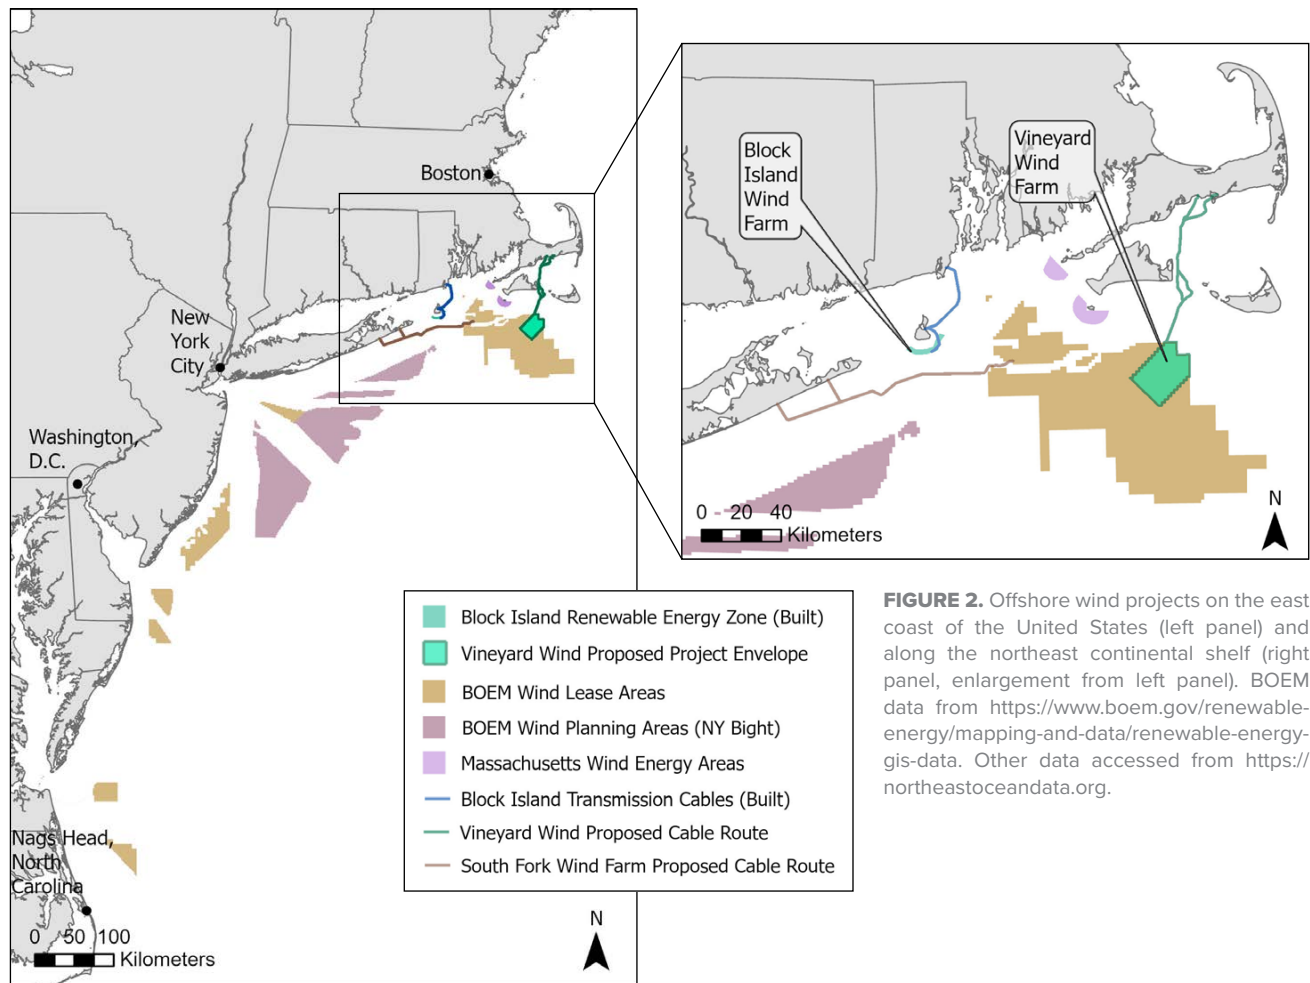 Boston
New
York
City
Washington,
D.C.
Nags Head,
North
Carolina
0 50 100
Kilometers
N
Block
Island
Wind
Farm
Vineyard
Wind
Farm
0 20 40
Kilometers
N
Block Island Renewable Energy Zone (Built)
Vineyard Wind Proposed Project Envelope
BOEM Wind Lease Areas
BOEM Wind Planning Areas (NY Bight)
Massachusetts Wind Energy Areas
Block Island Transmission Cables (Built)
Vineyard Wind Proposed Cable Route
South Fork Wind Farm Proposed Cable Route
FIGURE 2. Offshore wind projects on the east
coast of the United States (left panel) and
along the northeast continental shelf (right
panel, enlargement from left panel). BOEM
data from https://www.boem.gov/renewable-
energy/mapping-and-data/renewable-energy-
gis-data. Other data accessed from https://
northeastoceandata.org.